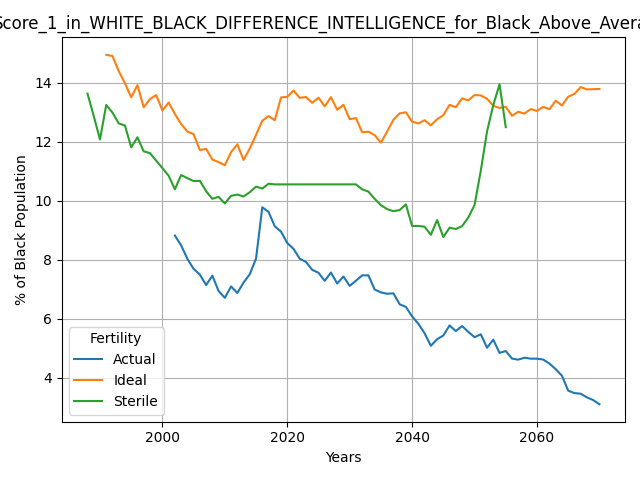 Score_1_in_WHITE_BLACK_DIFFERENCE_INTELLIGENCE_for_Black_Above_Avera
14
12
10
8
6
4
% of Black Population
Fertility
Actual
Ideal
Sterile
2000 2020 2040 2060
Years